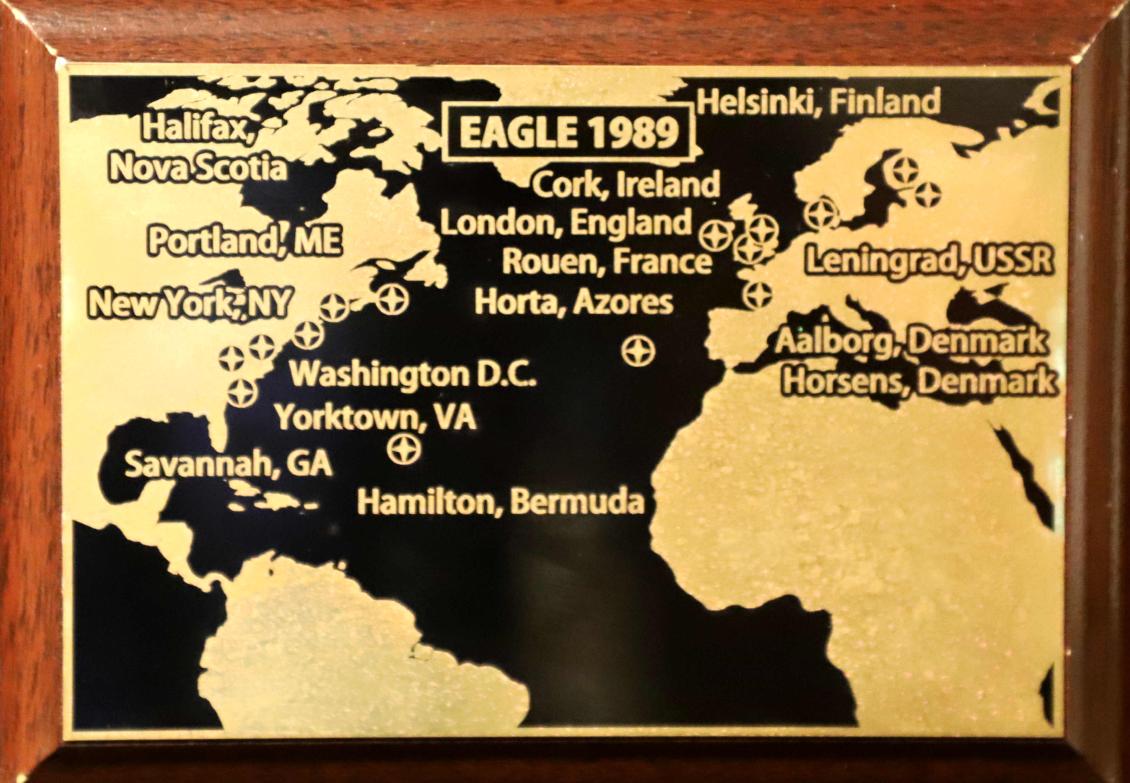 EAGLE 1989
Helsinki, Finland
Halifax,
Nova Scotia
Cork, Ireland
London, England
Portland, ME
Rouen, France
Leningrad, USSR
New York, NY
Horta, Azores
Aalborg, Denmark
Horsens, Denmark
Washington D.C.
Yorktown, VA
Savannah, GA
Hamilton, Bermuda